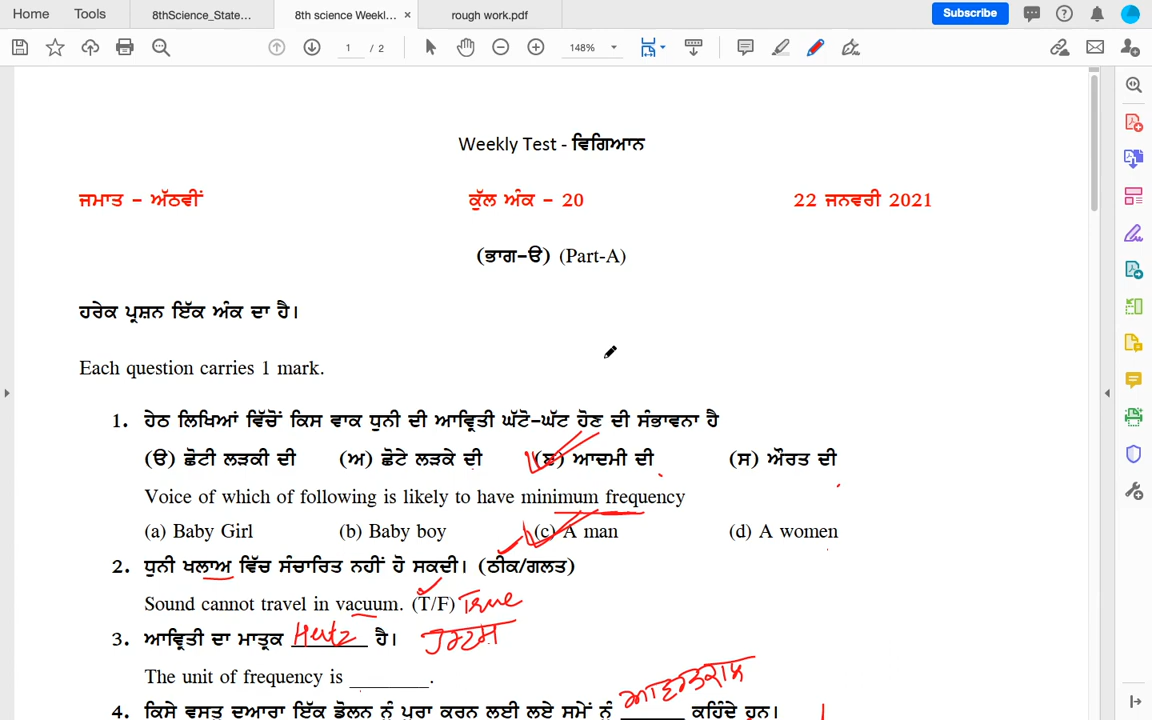 Home Tools 8thScience_State... 8th science Weekl... × rough work.pdf Subscribe
1 / 2 148%
Weekly Test - ਵਿਗਿਆਨ
ਜਮਾਤ – ਅੱਠਵੀਂ ਕੁੱਲ ਅੰਕ – 20 22 ਜਨਵਰੀ 2021
(ਭਾਗ-ੳ) (Part-A)
ਹਰੇਕ ਪ੍ਰਸ਼ਨ ਇੱਕ ਅੰਕ ਦਾ ਹੈ।
Each question carries 1 mark.
1. ਹੇਠ ਲਿਖਿਆਂ ਵਿੱਚੋਂ ਕਿਸ ਵਾਕ ਧੁਨੀ ਦੀ ਆਵ੍ਰਿਤੀ ਘੱਟੋ-ਘੱਟ ਹੋਣ ਦੀ ਸੰਭਾਵਨਾ ਹੈ
(ੳ) ਛੋਟੀ ਲੜਕੀ ਦੀ (ਅ) ਛੋਟੇ ਲੜਕੇ ਦੀ (ੲ) ਆਦਮੀ ਦੀ (ਸ) ਔਰਤ ਦੀ
Voice of which of following is likely to have minimum frequency
(a) Baby Girl (b) Baby boy (c) A man (d) A women
2. ਧੁਨੀ ਖਲਾਅ ਵਿੱਚ ਸੰਚਾਰਿਤ ਨਹੀਂ ਹੋ ਸਕਦੀ। (ਠੀਕ/ਗਲਤ)
Sound cannot travel in vacuum. (T/F) True
3. ਆਵ੍ਰਿਤੀ ਦਾ ਮਾਤ੍ਰਕ Hertz ਹੈ। ਹਰਟਜ਼
The unit of frequency is ________.
ਆਵਰਤਕਾਲ
4. ਕਿਸੇ ਵਸਤੂ ਦੁਆਰਾ ਇੱਕ ਡੋਲਨ ਨੂੰ ਪੂਰਾ ਕਰਨ ਲਈ ਲਏ ਸਮੇਂ ਨੂੰ ______ ਕਹਿੰਦੇ ਹਨ।